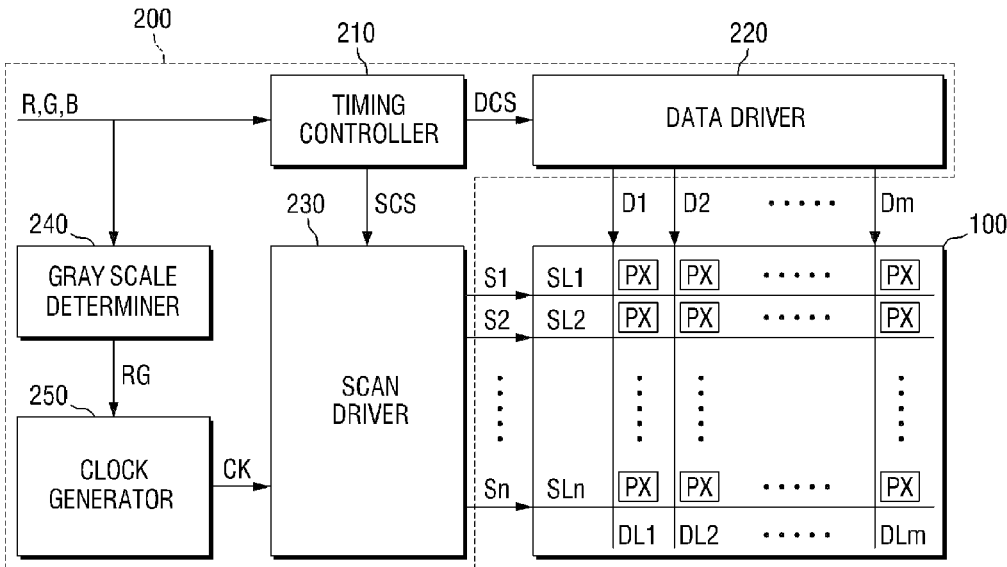 200
210
220
R,G,B
TIMING
CONTROLLER
DCS
DATA DRIVER
SCS
D1 D2 ····· Dm
240
230
100
GRAY SCALE
DETERMINER
S1 SL1 PX PX ····· PX
S2 SL2 PX PX ····· PX
RG
SCAN
DRIVER
250
CLOCK
GENERATOR
CK
Sn SLn PX PX ····· PX
DL1 DL2 ····· DLm